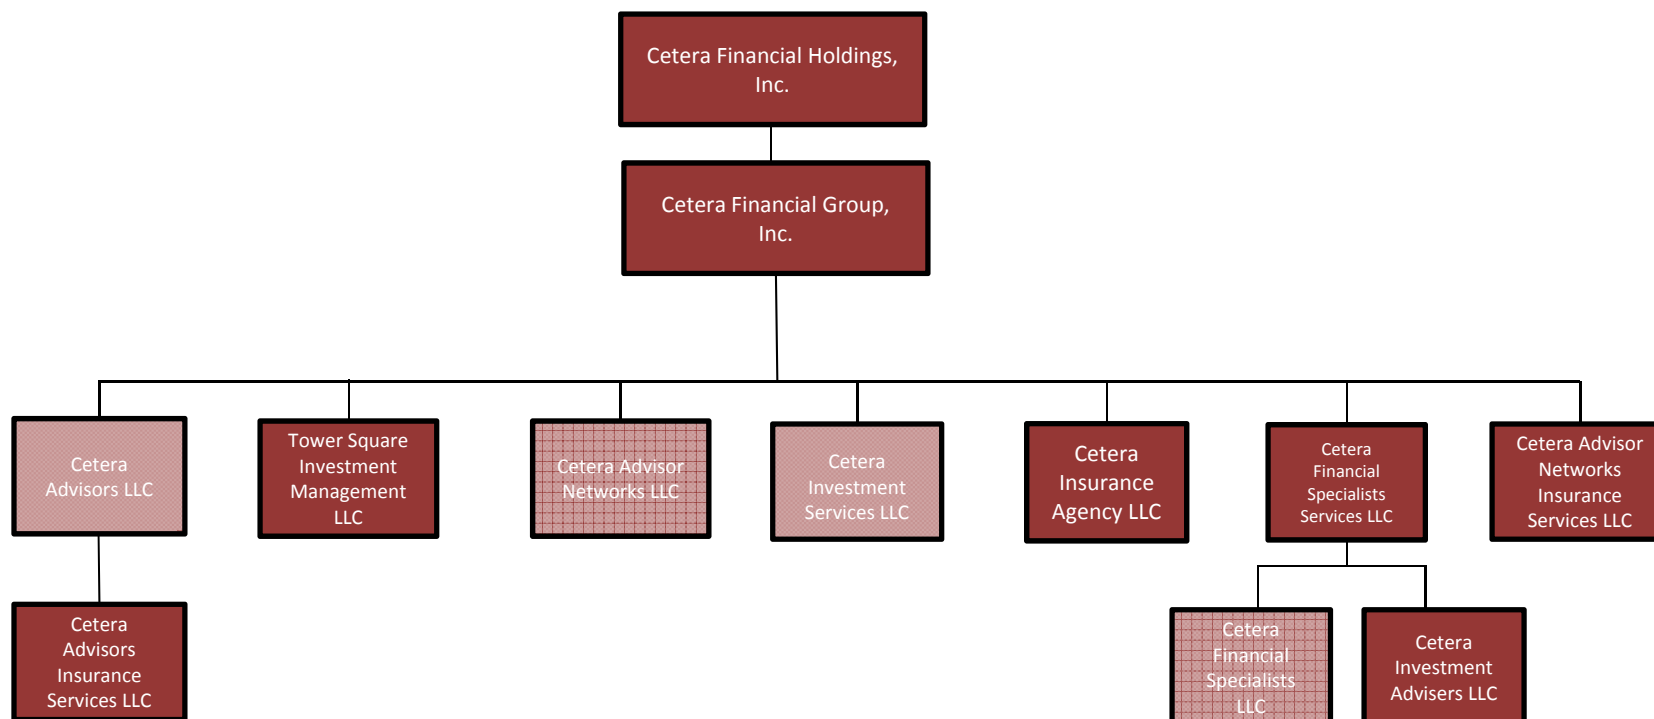 Cetera Financial Holdings,
Inc.
Cetera Financial Group,
Inc.
Cetera
Advisors LLC
Tower Square
Investment
Management
LLC
Cetera Advisor
Networks LLC
Cetera
Investment
Services LLC
Cetera
Insurance
Agency LLC
Cetera
Financial
Specialists
Services LLC
Cetera Advisor
Networks
Insurance
Services LLC
Cetera
Advisors
Insurance
Services LLC
Cetera
Financial
Specialists
LLC
Cetera
Investment
Advisers LLC